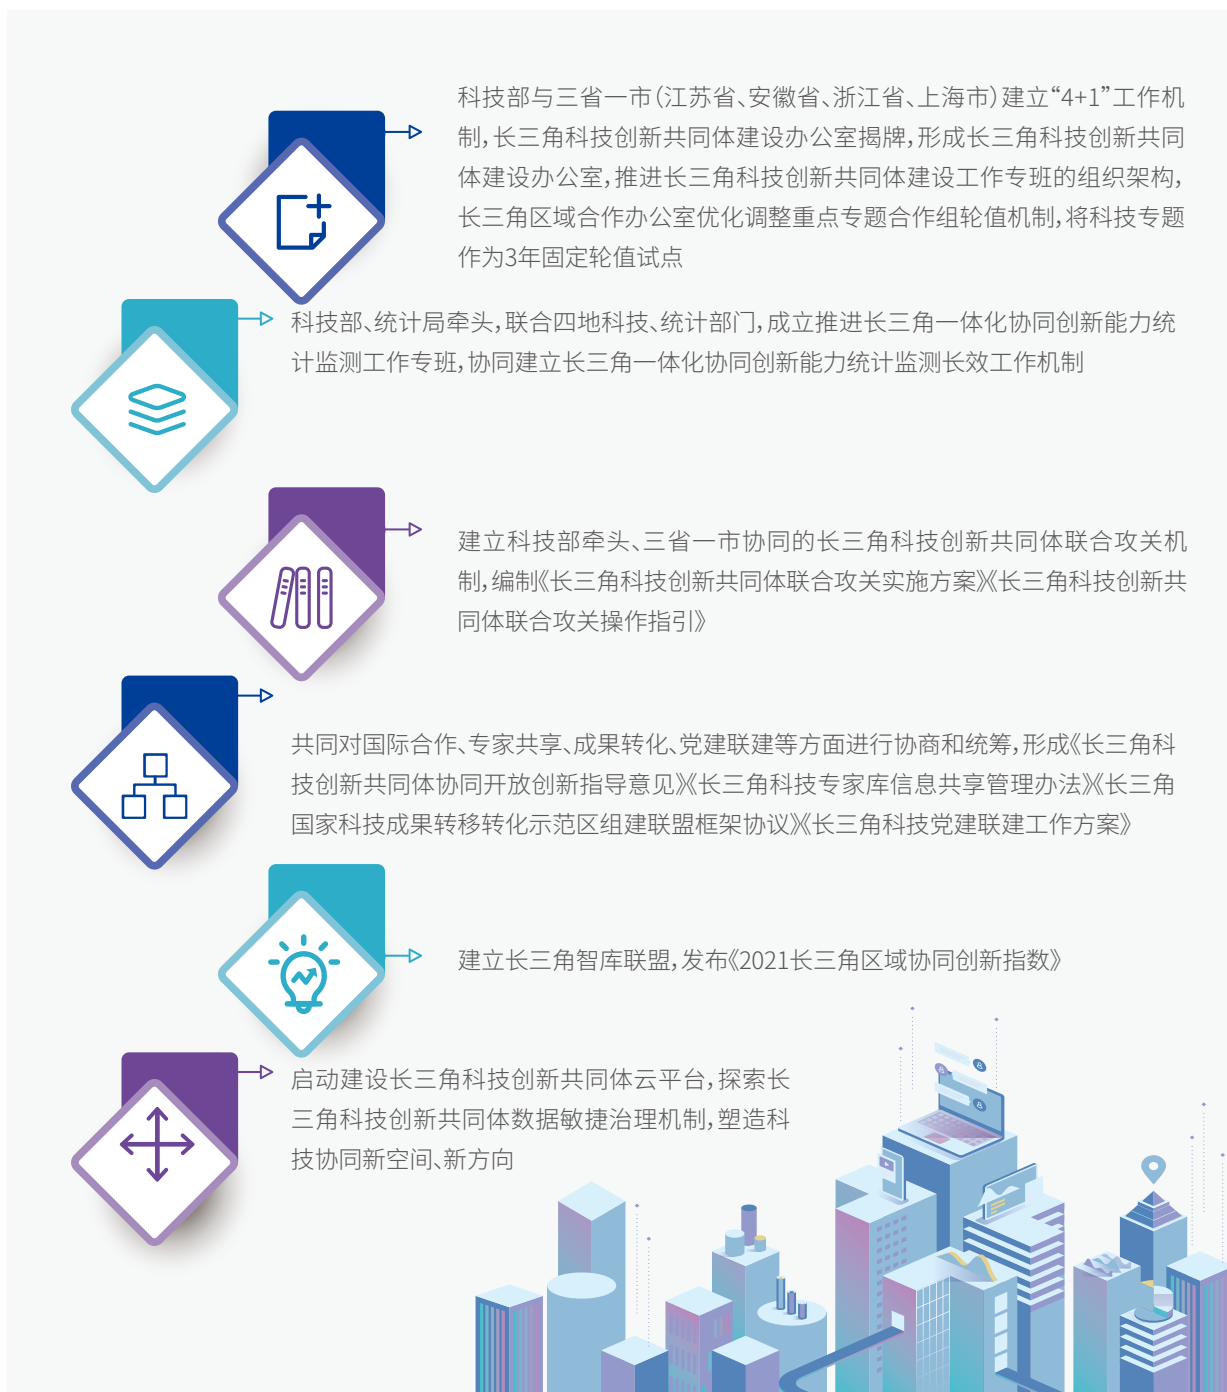 科技部与三省一市(江苏省、安徽省、浙江省、上海市)建立“4+1”工作机
制,长三角科技创新共同体建设办公室揭牌,形成长三角科技创新共同
体建设办公室,推进长三角科技创新共同体建设工作专班的组织架构,
长三角区域合作办公室优化调整重点专题合作组轮值机制,将科技专题
作为3年固定轮值试点
科技部、统计局牵头,联合四地科技、统计部门,成立推进长三角一体化协同创新能力统
计监测工作专班,协同建立长三角一体化协同创新能力统计监测长效工作机制
建立科技部牵头、三省一市协同的长三角科技创新共同体联合攻关机
制,编制《长三角科技创新共同体联合攻关实施方案》《长三角科技创新共
同体联合攻关操作指引》
共同对国际合作、专家共享、成果转化、党建联建等方面进行协商和统筹,形成《长三角科
技创新共同体协同开放创新指导意见》《长三角科技专家库信息共享管理办法》《长三角
国家科技成果转移转化示范区组建联盟框架协议》《长三角科技党建联建工作方案》
建立长三角智库联盟,发布《2021长三角区域协同创新指数》
启动建设长三角科技创新共同体云平台,探索长
三角科技创新共同体数据敏捷治理机制,塑造科
技协同新空间、新方向